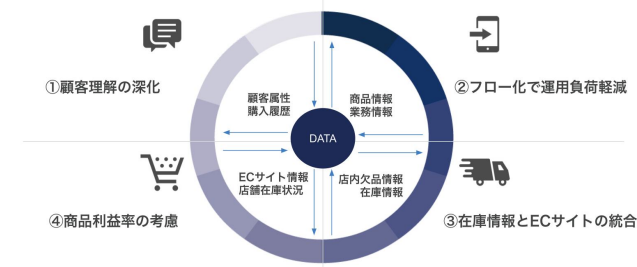 ①顧客理解の深化
②フロー化で運用負荷軽減
顧客属性
購入履歴
商品情報
業務情報
DATA
ECサイト情報
店舗在庫状況
店内欠品情報
在庫情報
④商品利益率の考慮
③在庫情報とECサイトの統合